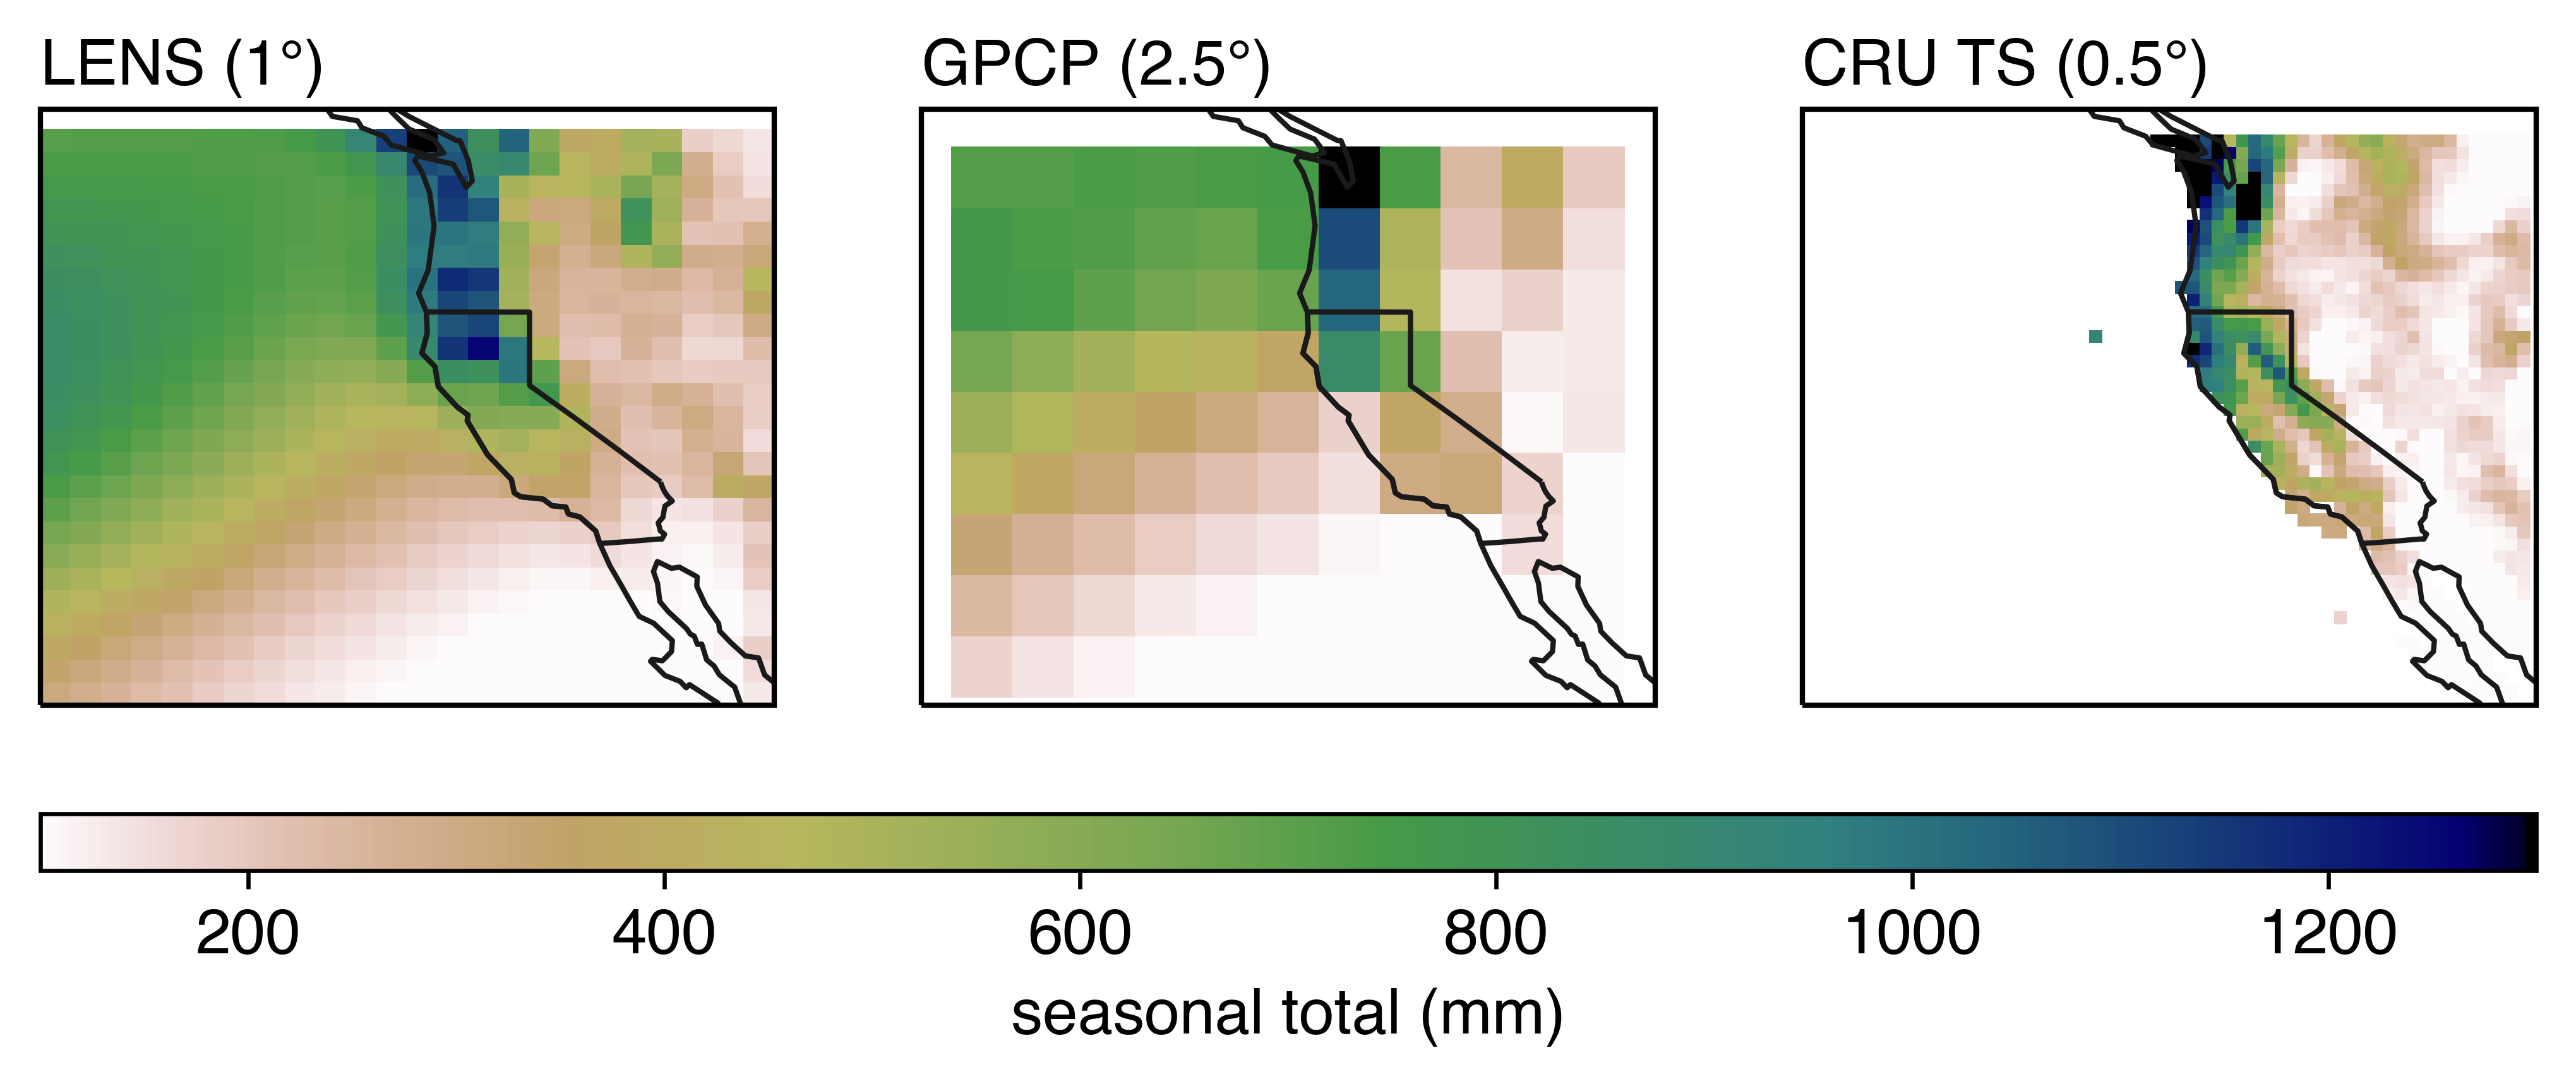 LENS (1°)
GPCP (2.5°)
CRU TS (0.5°)
200
400
600
800
1000
1200
seasonal total (mm)